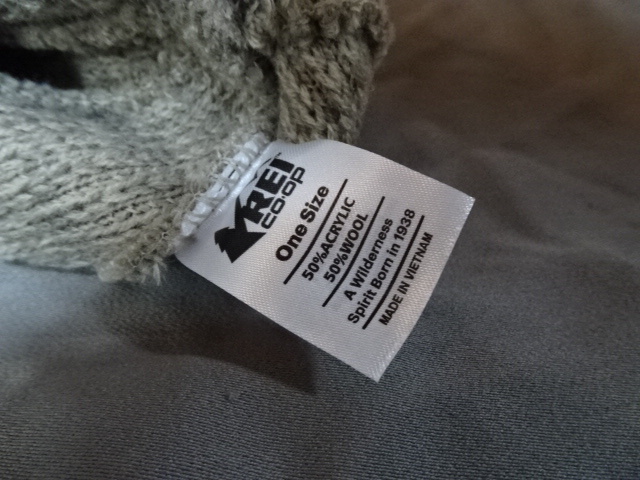 REI
co·op
One Size
50%ACRYLIC
50%WOOL
A Wilderness
Spirit Born in 1938
MADE IN VIETNAM